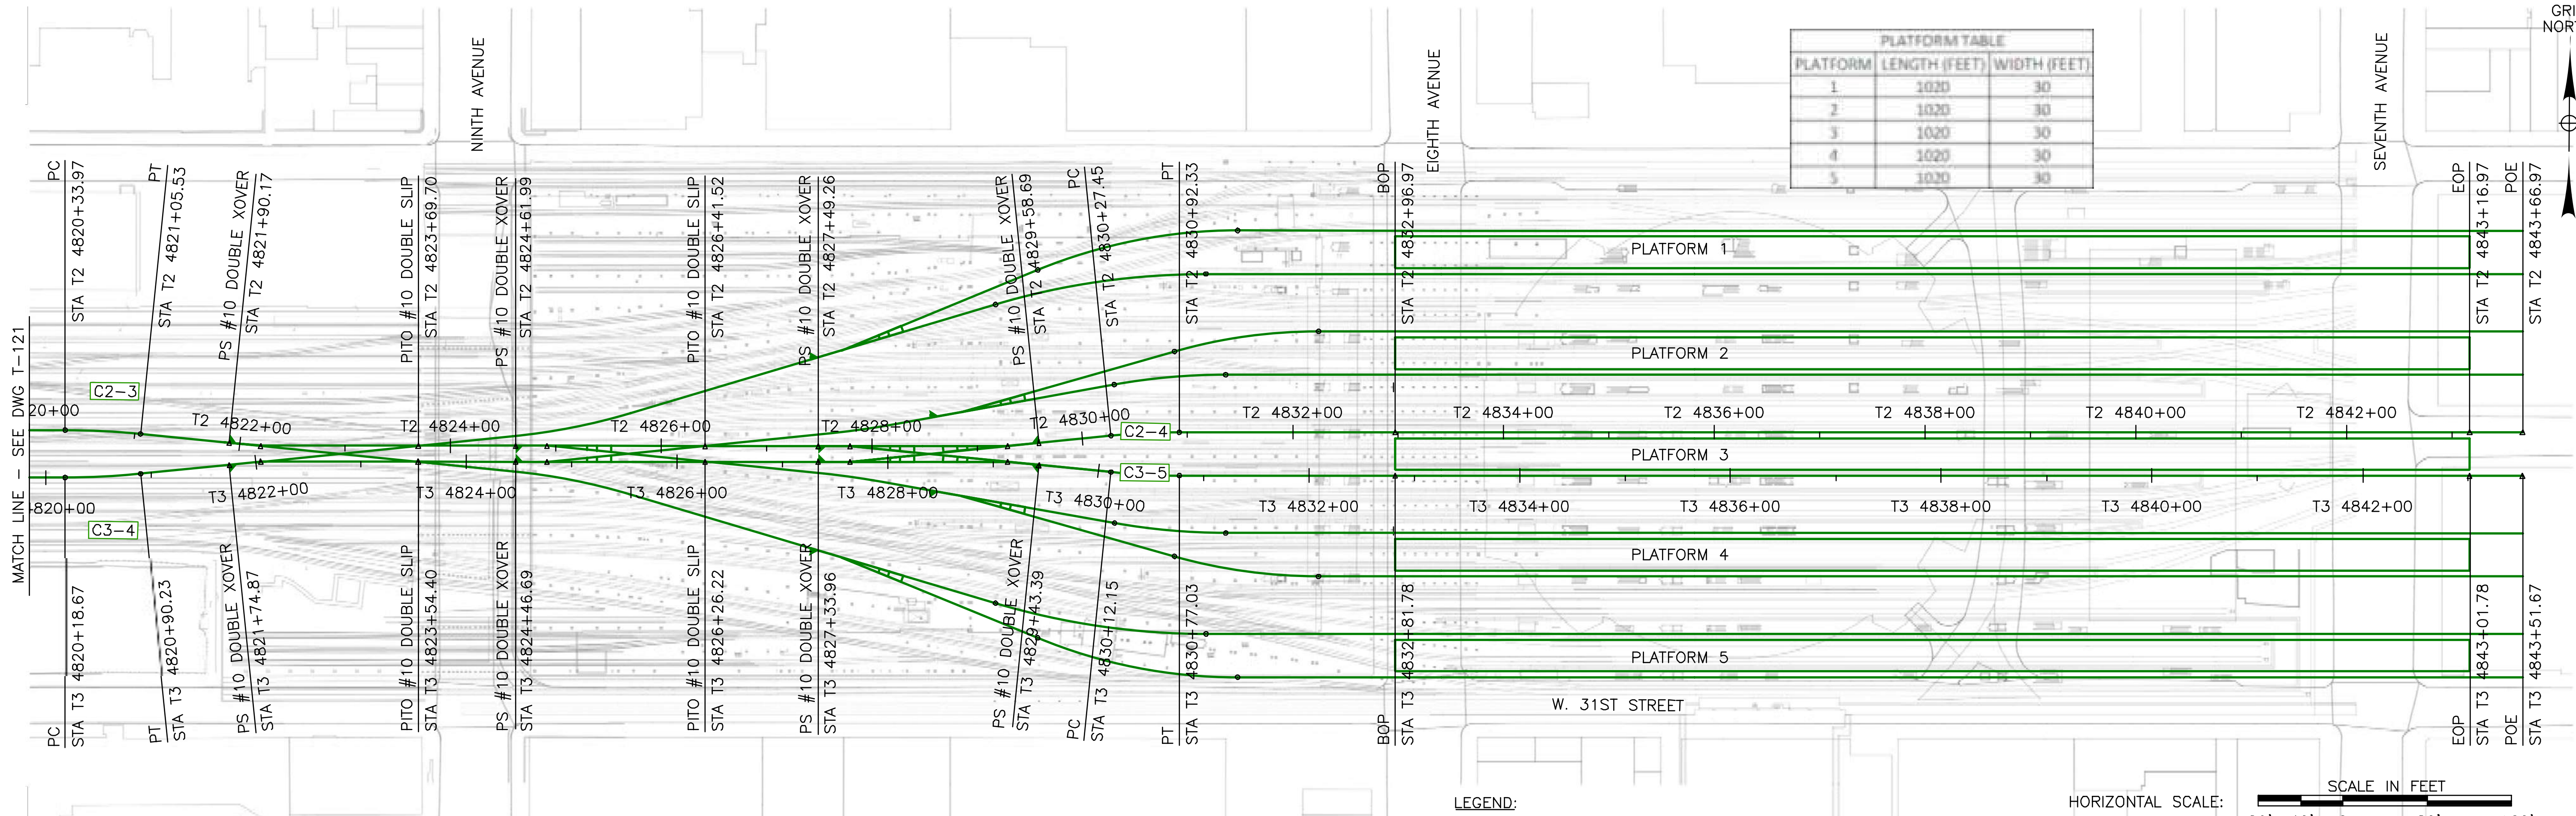 GRI
NOR
PLATFORM TABLE
PLATFORM LENGTH (FEET) WIDTH (FEET)
1 1020 30
2 1020 30
3 1020 30
4 1020 30
5 1020 30
NINTH AVENUE
EIGHTH AVENUE
SEVENTH AVENUE
MATCH LINE - SEE DWG T-121
PC
STA T2 4820+33.97
PT
STA T2 4821+05.53
PS #10 DOUBLE XOVER
STA T2 4821+90.17
PITO #10 DOUBLE SLIP
STA T2 4823+69.70
PS #10 DOUBLE XOVER
STA T2 4824+61.99
PITO #10 DOUBLE SLIP
STA T2 4826+41.52
PS #10 DOUBLE XOVER
STA T2 4827+49.26
PS #10 DOUBLE XOVER
STA T2 4829+58.69
PC
STA T2 4830+27.45
PT
STA T2 4830+92.33
BOP
STA T2 4832+96.97
EOP
STA T2 4843+16.97
POE
STA T2 4843+66.97
PLATFORM 1
PLATFORM 2
C2-3
20+00
T2 4822+00
T2 4824+00
T2 4826+00
T2 4828+00
T2 4830+00
T2 4832+00
T2 4834+00
T2 4836+00
T2 4838+00
T2 4840+00
T2 4842+00
C2-4
PLATFORM 3
C3-5
4820+00
T3 4822+00
T3 4824+00
T3 4826+00
T3 4828+00
T3 4830+00
T3 4832+00
T3 4834+00
T3 4836+00
T3 4838+00
T3 4840+00
T3 4842+00
C3-4
PLATFORM 4
PLATFORM 5
PC
STA T3 4820+18.67
PT
STA T3 4820+90.23
PS #10 DOUBLE XOVER
STA T3 4821+74.87
PITO #10 DOUBLE SLIP
STA T3 4823+54.40
PS #10 DOUBLE XOVER
STA T3 4824+46.69
PITO #10 DOUBLE SLIP
STA T3 4826+26.22
PS #10 DOUBLE XOVER
STA T3 4827+33.96
PS #10 DOUBLE XOVER
STA T3 4829+43.39
PC
STA T3 4830+12.15
PT
STA T3 4830+77.03
BOP
STA T3 4832+81.78
EOP
STA T3 4843+01.78
POE
STA T3 4843+51.67
W. 31ST STREET
LEGEND:
SCALE IN FEET
HORIZONTAL SCALE: